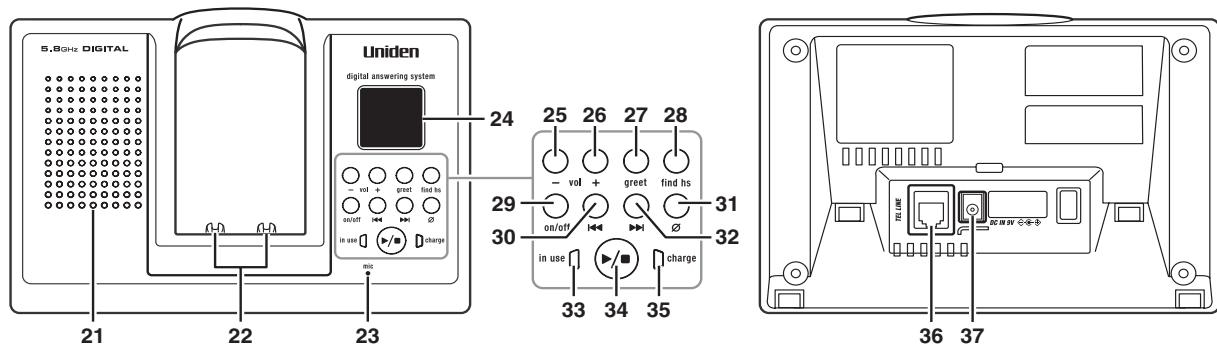 5.8GHz DIGITAL
Uniden
digital answering system
24
- vol + greet find hs
on/off ⏮ ⏭ Ø
in use ▶/■ charge
mic
21
22
23
25 26 27 28
- vol + greet find hs
29 31
on/off ⏮ ⏭ Ø
30 32
in use ▶/■ charge
33 34 35
TEL LINE
DC IN 9V
36 37